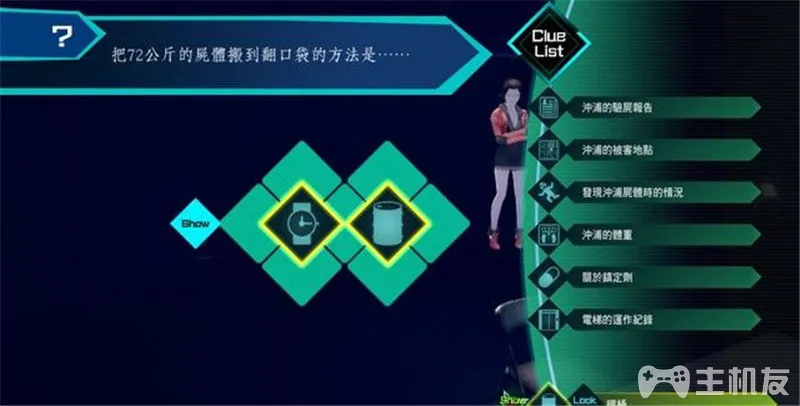 ?
把72公斤的屍體搬到翻口袋的方法是……
Clue
List
沖浦的驗屍報告
沖浦的被害地點
發現沖浦屍體時的情況
沖浦的體重
關於鎮定劑
電梯的運作紀錄
Show
Show
Look
鐵桶
主机友